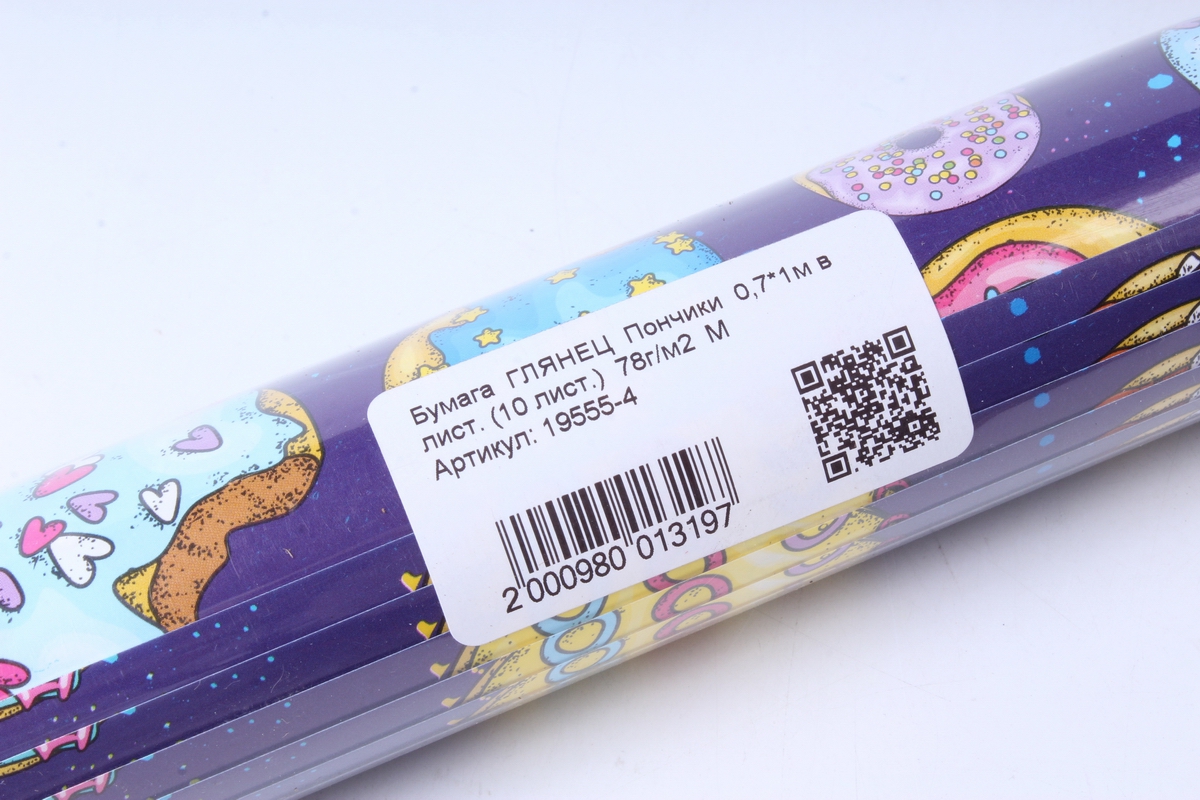 Бумага ГЛЯНЕЦ Пончики 0,7*1м в
лист. (10 лист.) 78г/м2 М
Артикул: 19555-4
2 000980 013197